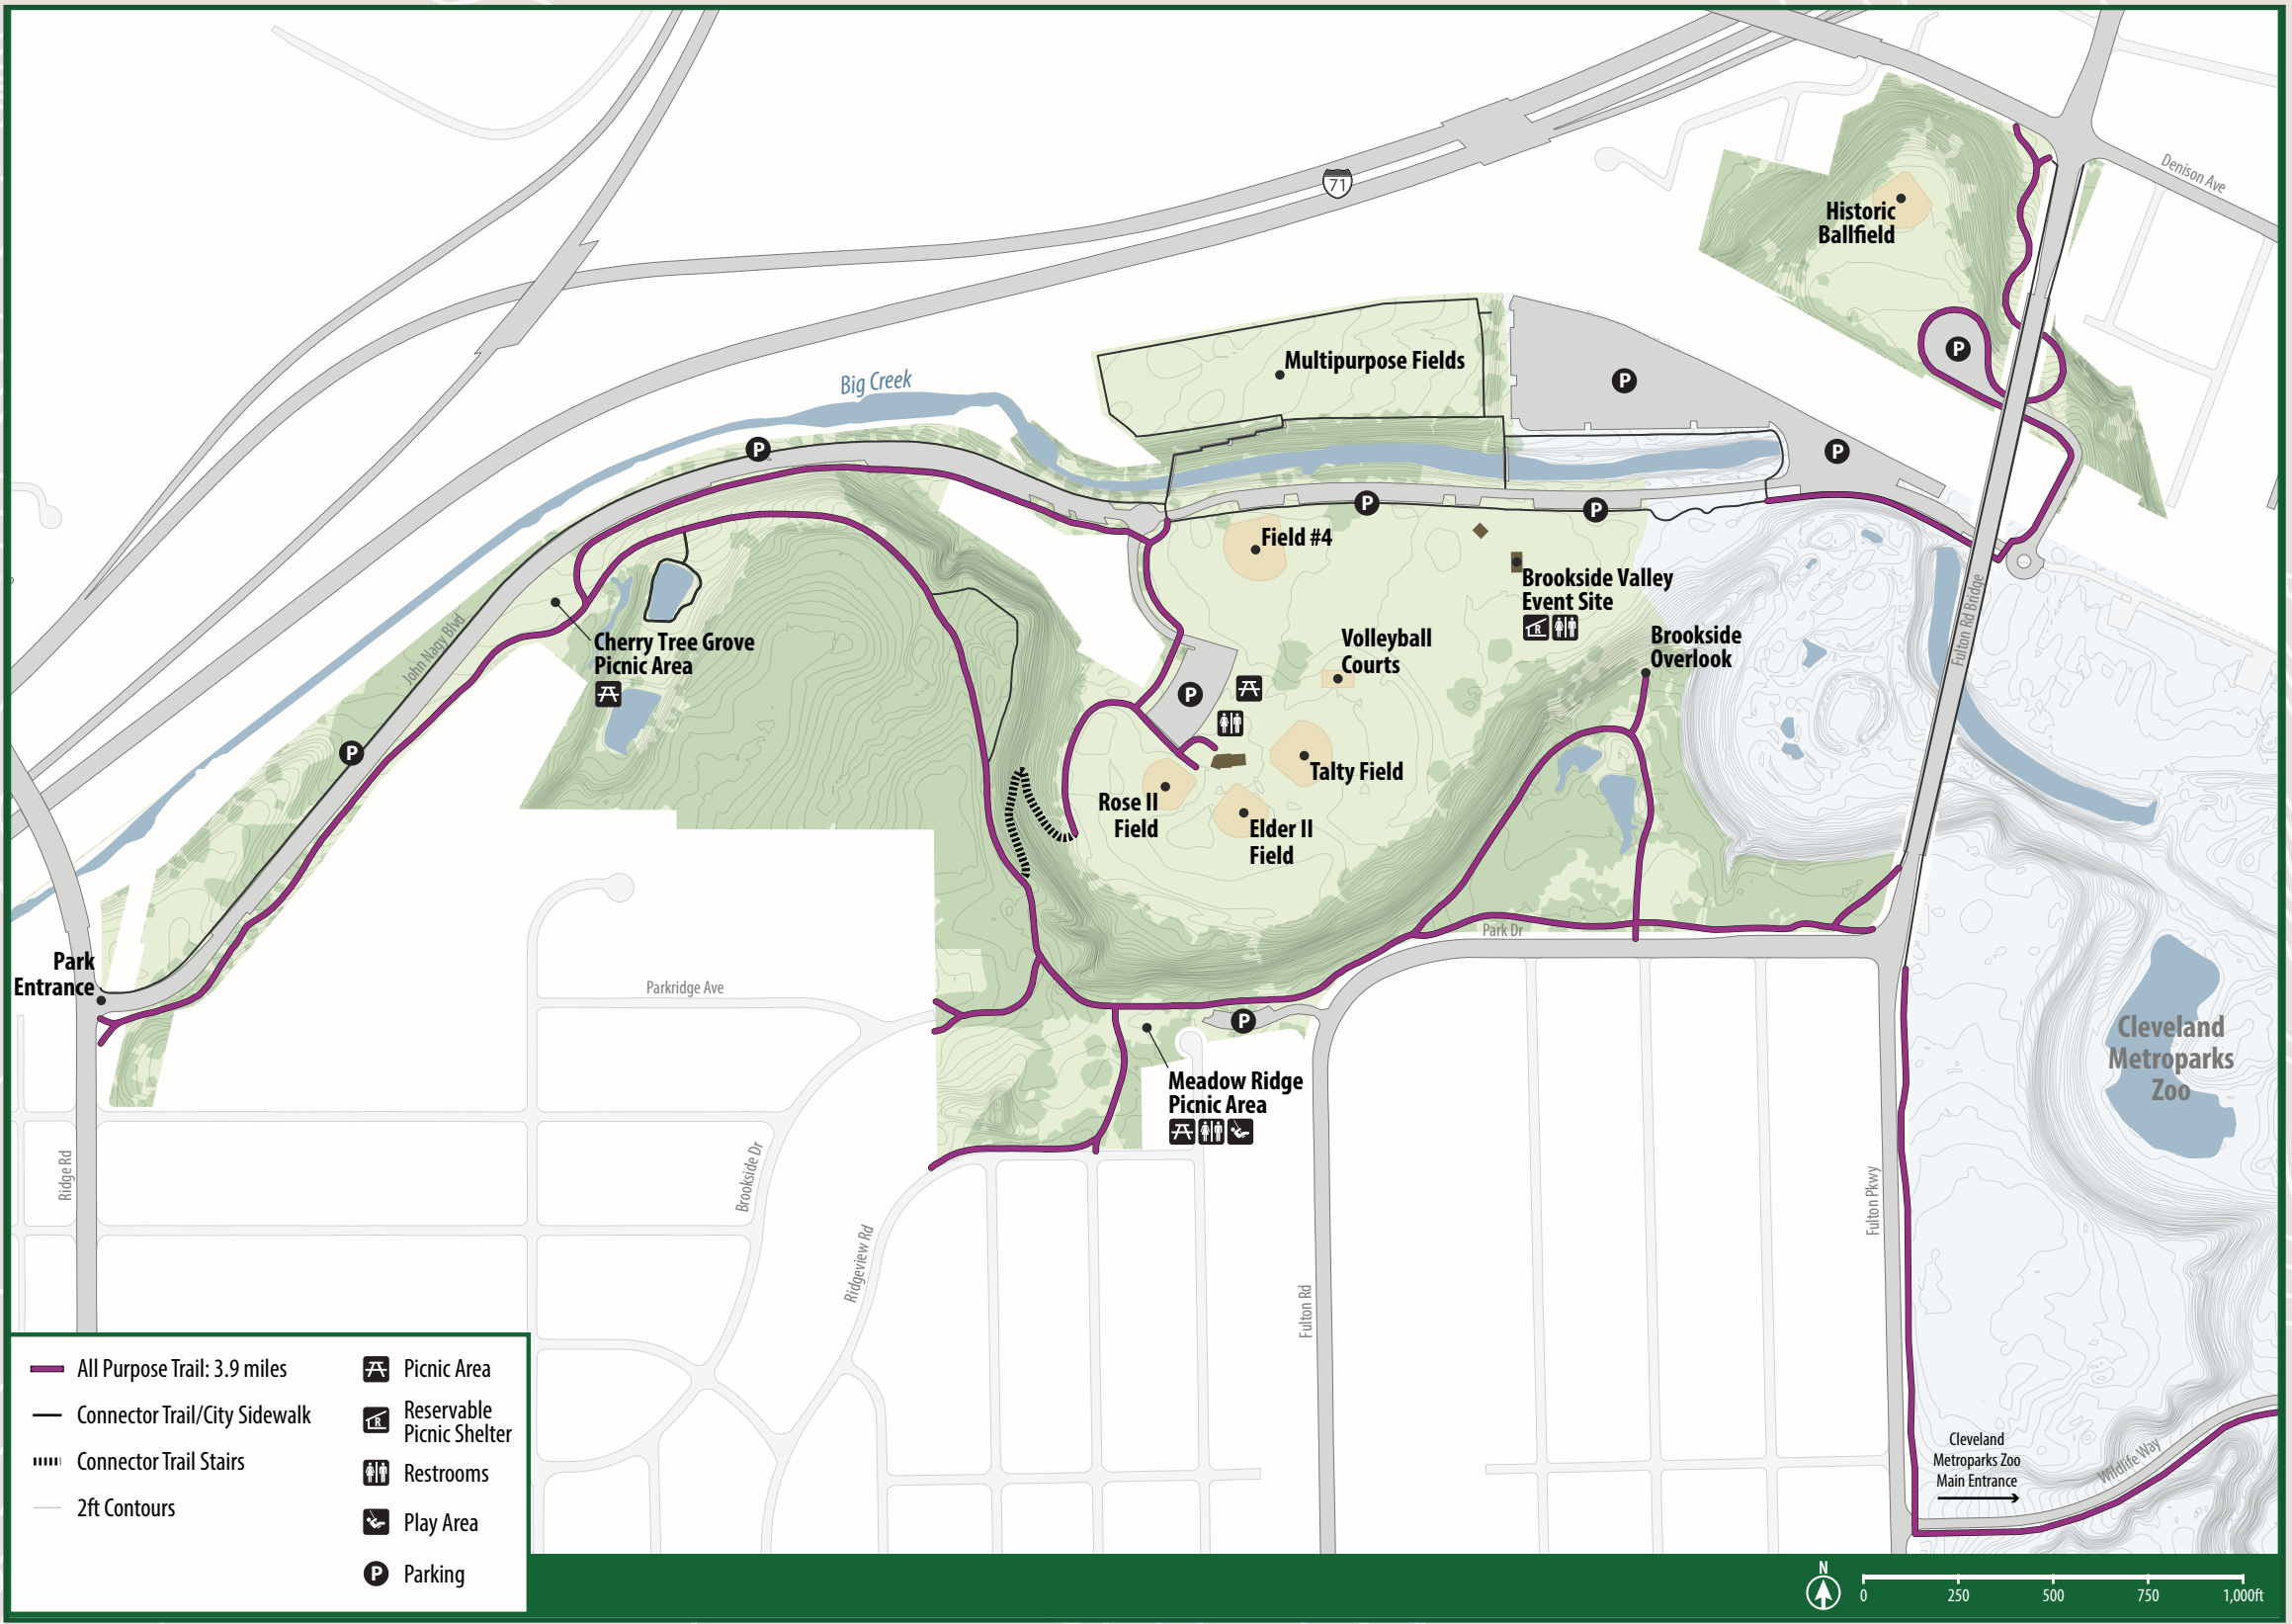 71
Denison Ave
Historic
Ballfield
P
Multipurpose Fields
P
Big Creek
P
P
P
P
Field #4
Brookside Valley
Event Site
R
Fulton Rd Bridge
John Nagy Blvd
Cherry Tree Grove
Picnic Area
Volleyball
Courts
Brookside
Overlook
P
P
Talty Field
Rose II
Field
Elder II
Field
Park Dr
Park
Entrance
Parkridge Ave
P
Meadow Ridge
Picnic Area
Cleveland
Metroparks
Zoo
Ridge Rd
Brookside Dr
Ridgeview Rd
Fulton Rd
Fulton Pkwy
Cleveland
Metroparks Zoo
Main Entrance
Wildlife Way
All Purpose Trail: 3.9 miles
Connector Trail/City Sidewalk
Connector Trail Stairs
2ft Contours
Picnic Area
R
Reservable
Picnic Shelter
Restrooms
Play Area
P Parking
N
0 250 500 750 1,000ft